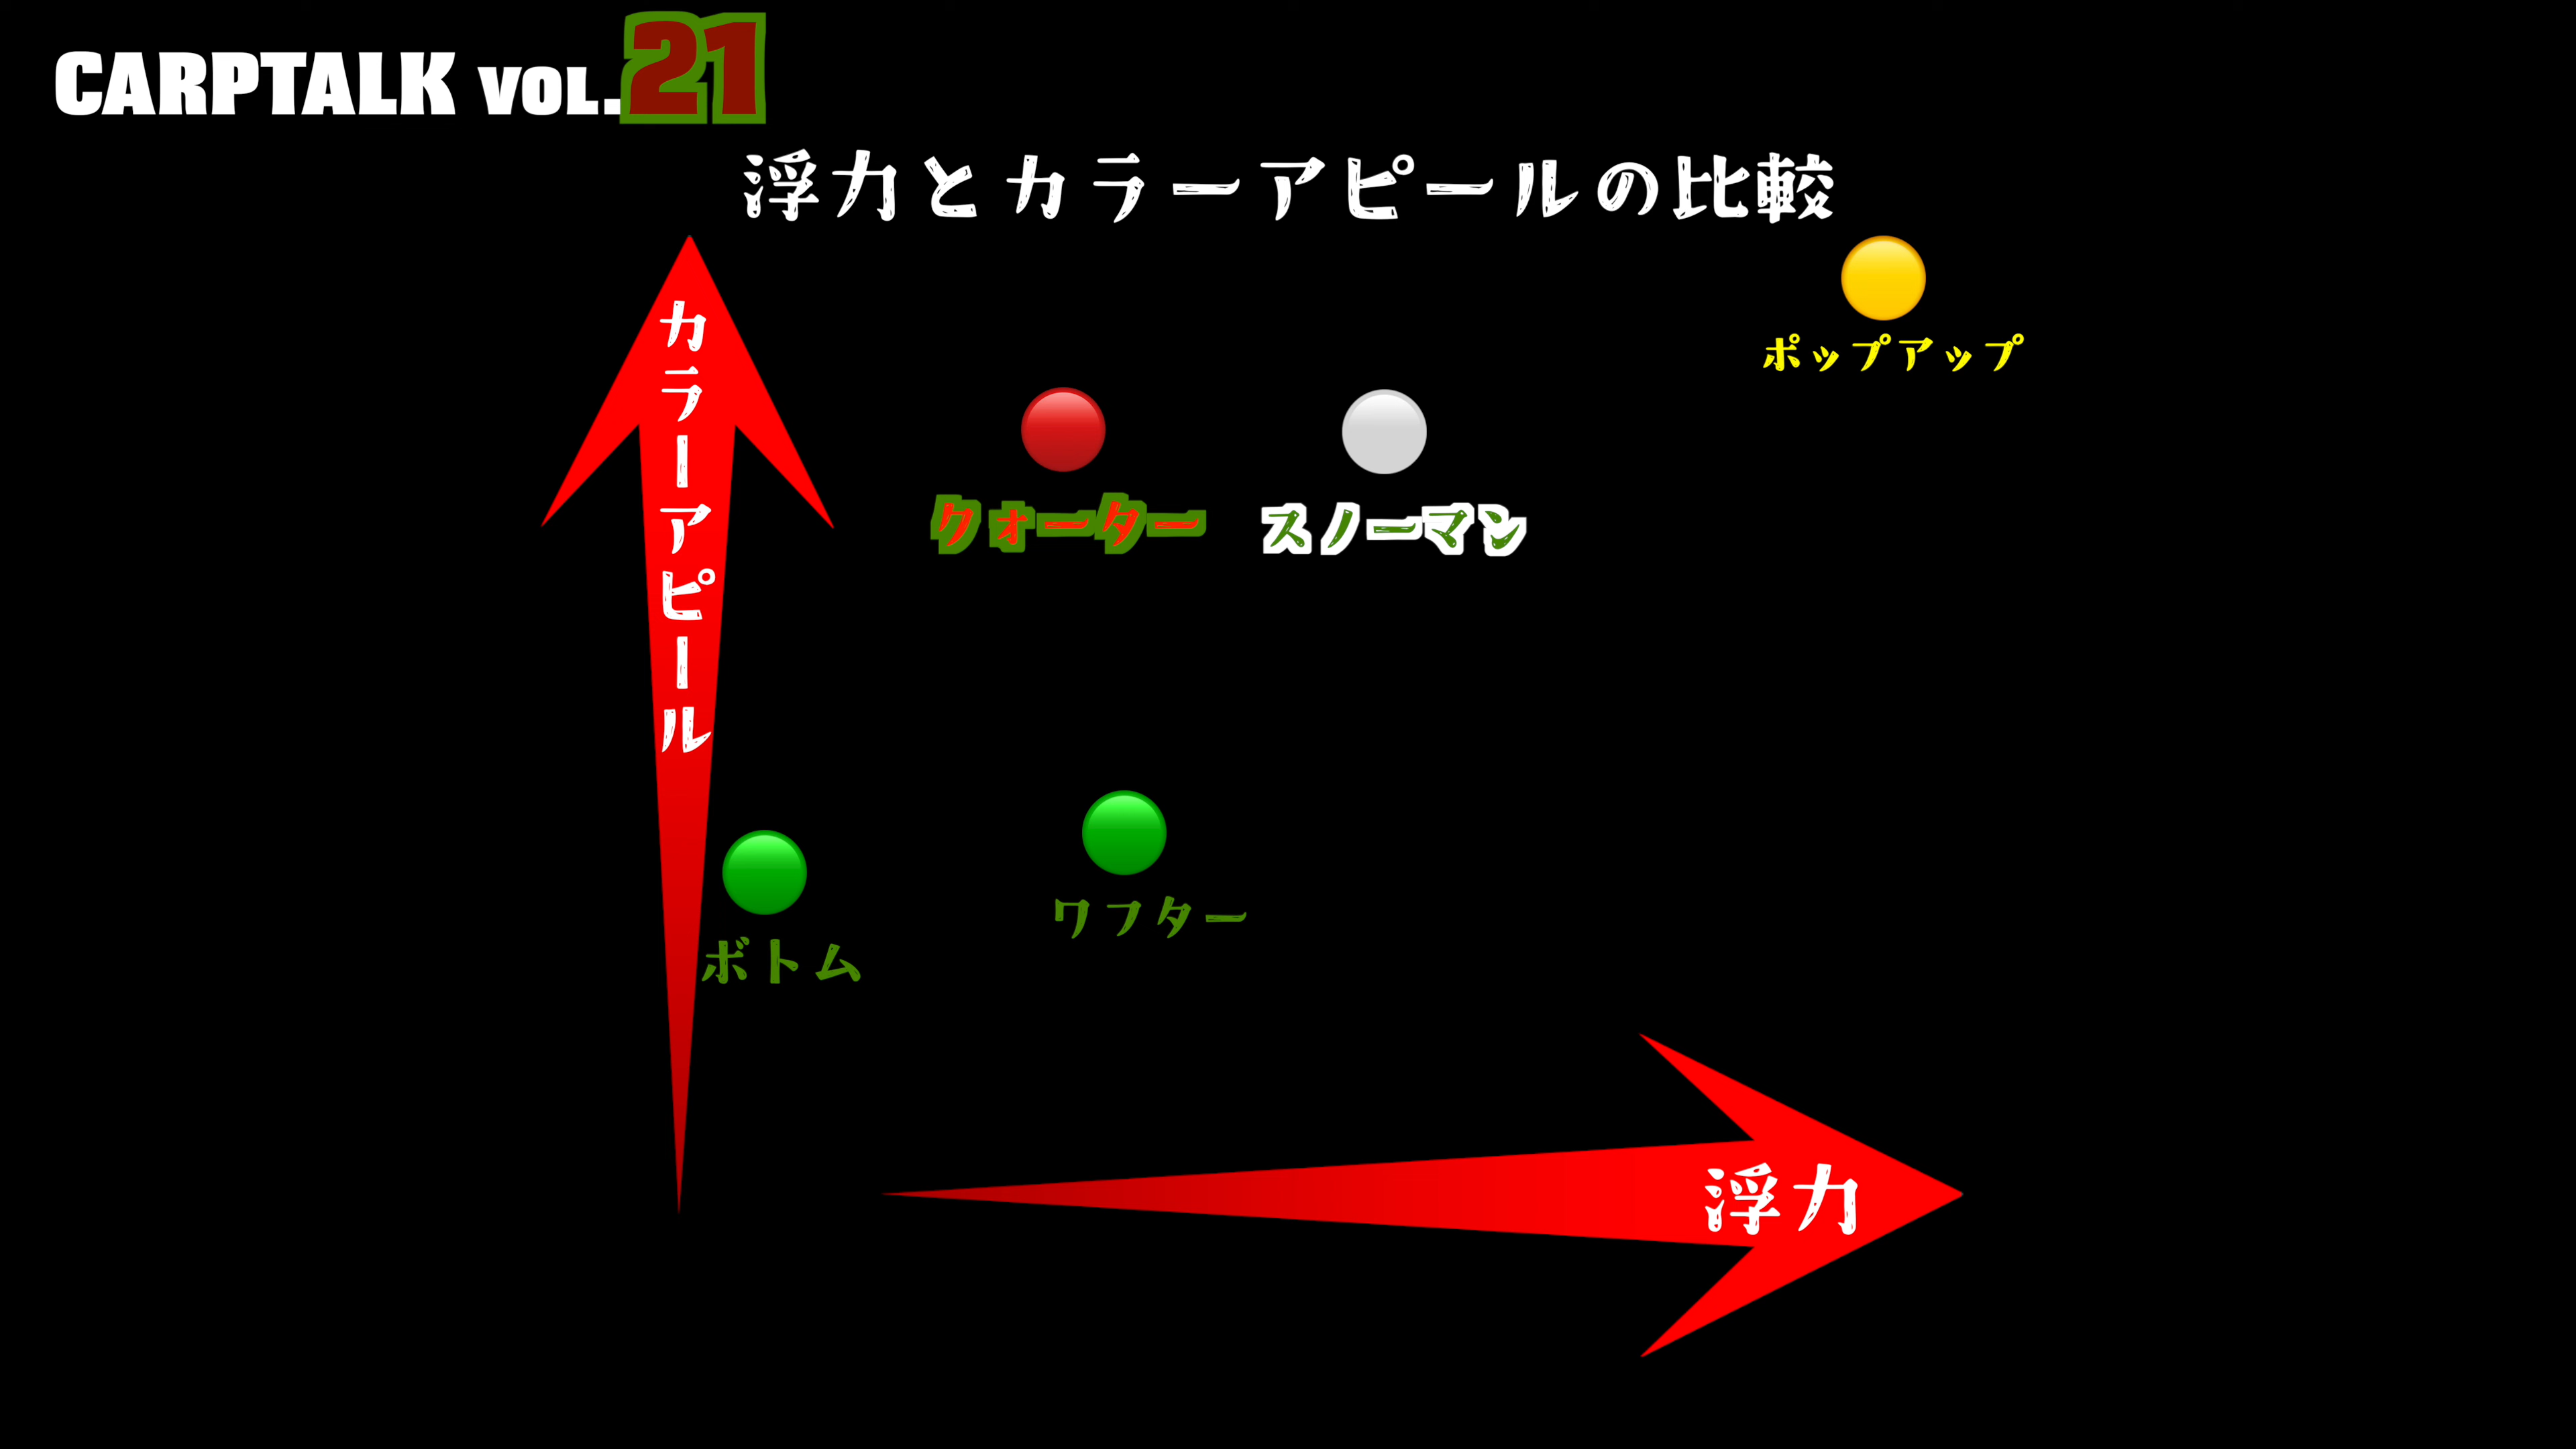 CARPTALK VOL.21
浮力とカラーアピールの比較
カラーアピール
ポップアップ
クォーター
スノーマン
ワフター
ボトム
浮力